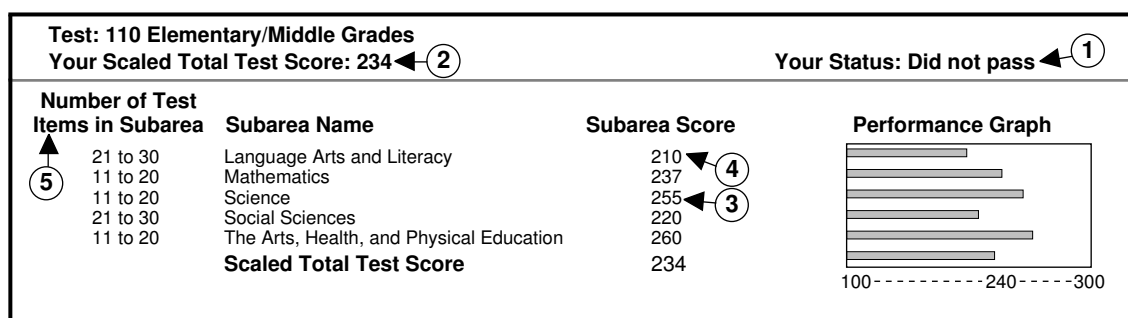 Test: 110 Elementary/Middle Grades
Your Scaled Total Test Score: 234 2 Your Status: Did not pass 1
Number of Test
Items in Subarea Subarea Name Subarea Score Performance Graph
21 to 30 Language Arts and Literacy 210 4
5 11 to 20 Mathematics 237
11 to 20 Science 255 3
21 to 30 Social Sciences 220
11 to 20 The Arts, Health, and Physical Education 260
Scaled Total Test Score 234
100 - - - - - - - - - - - - - - 240 - - - - - - 300